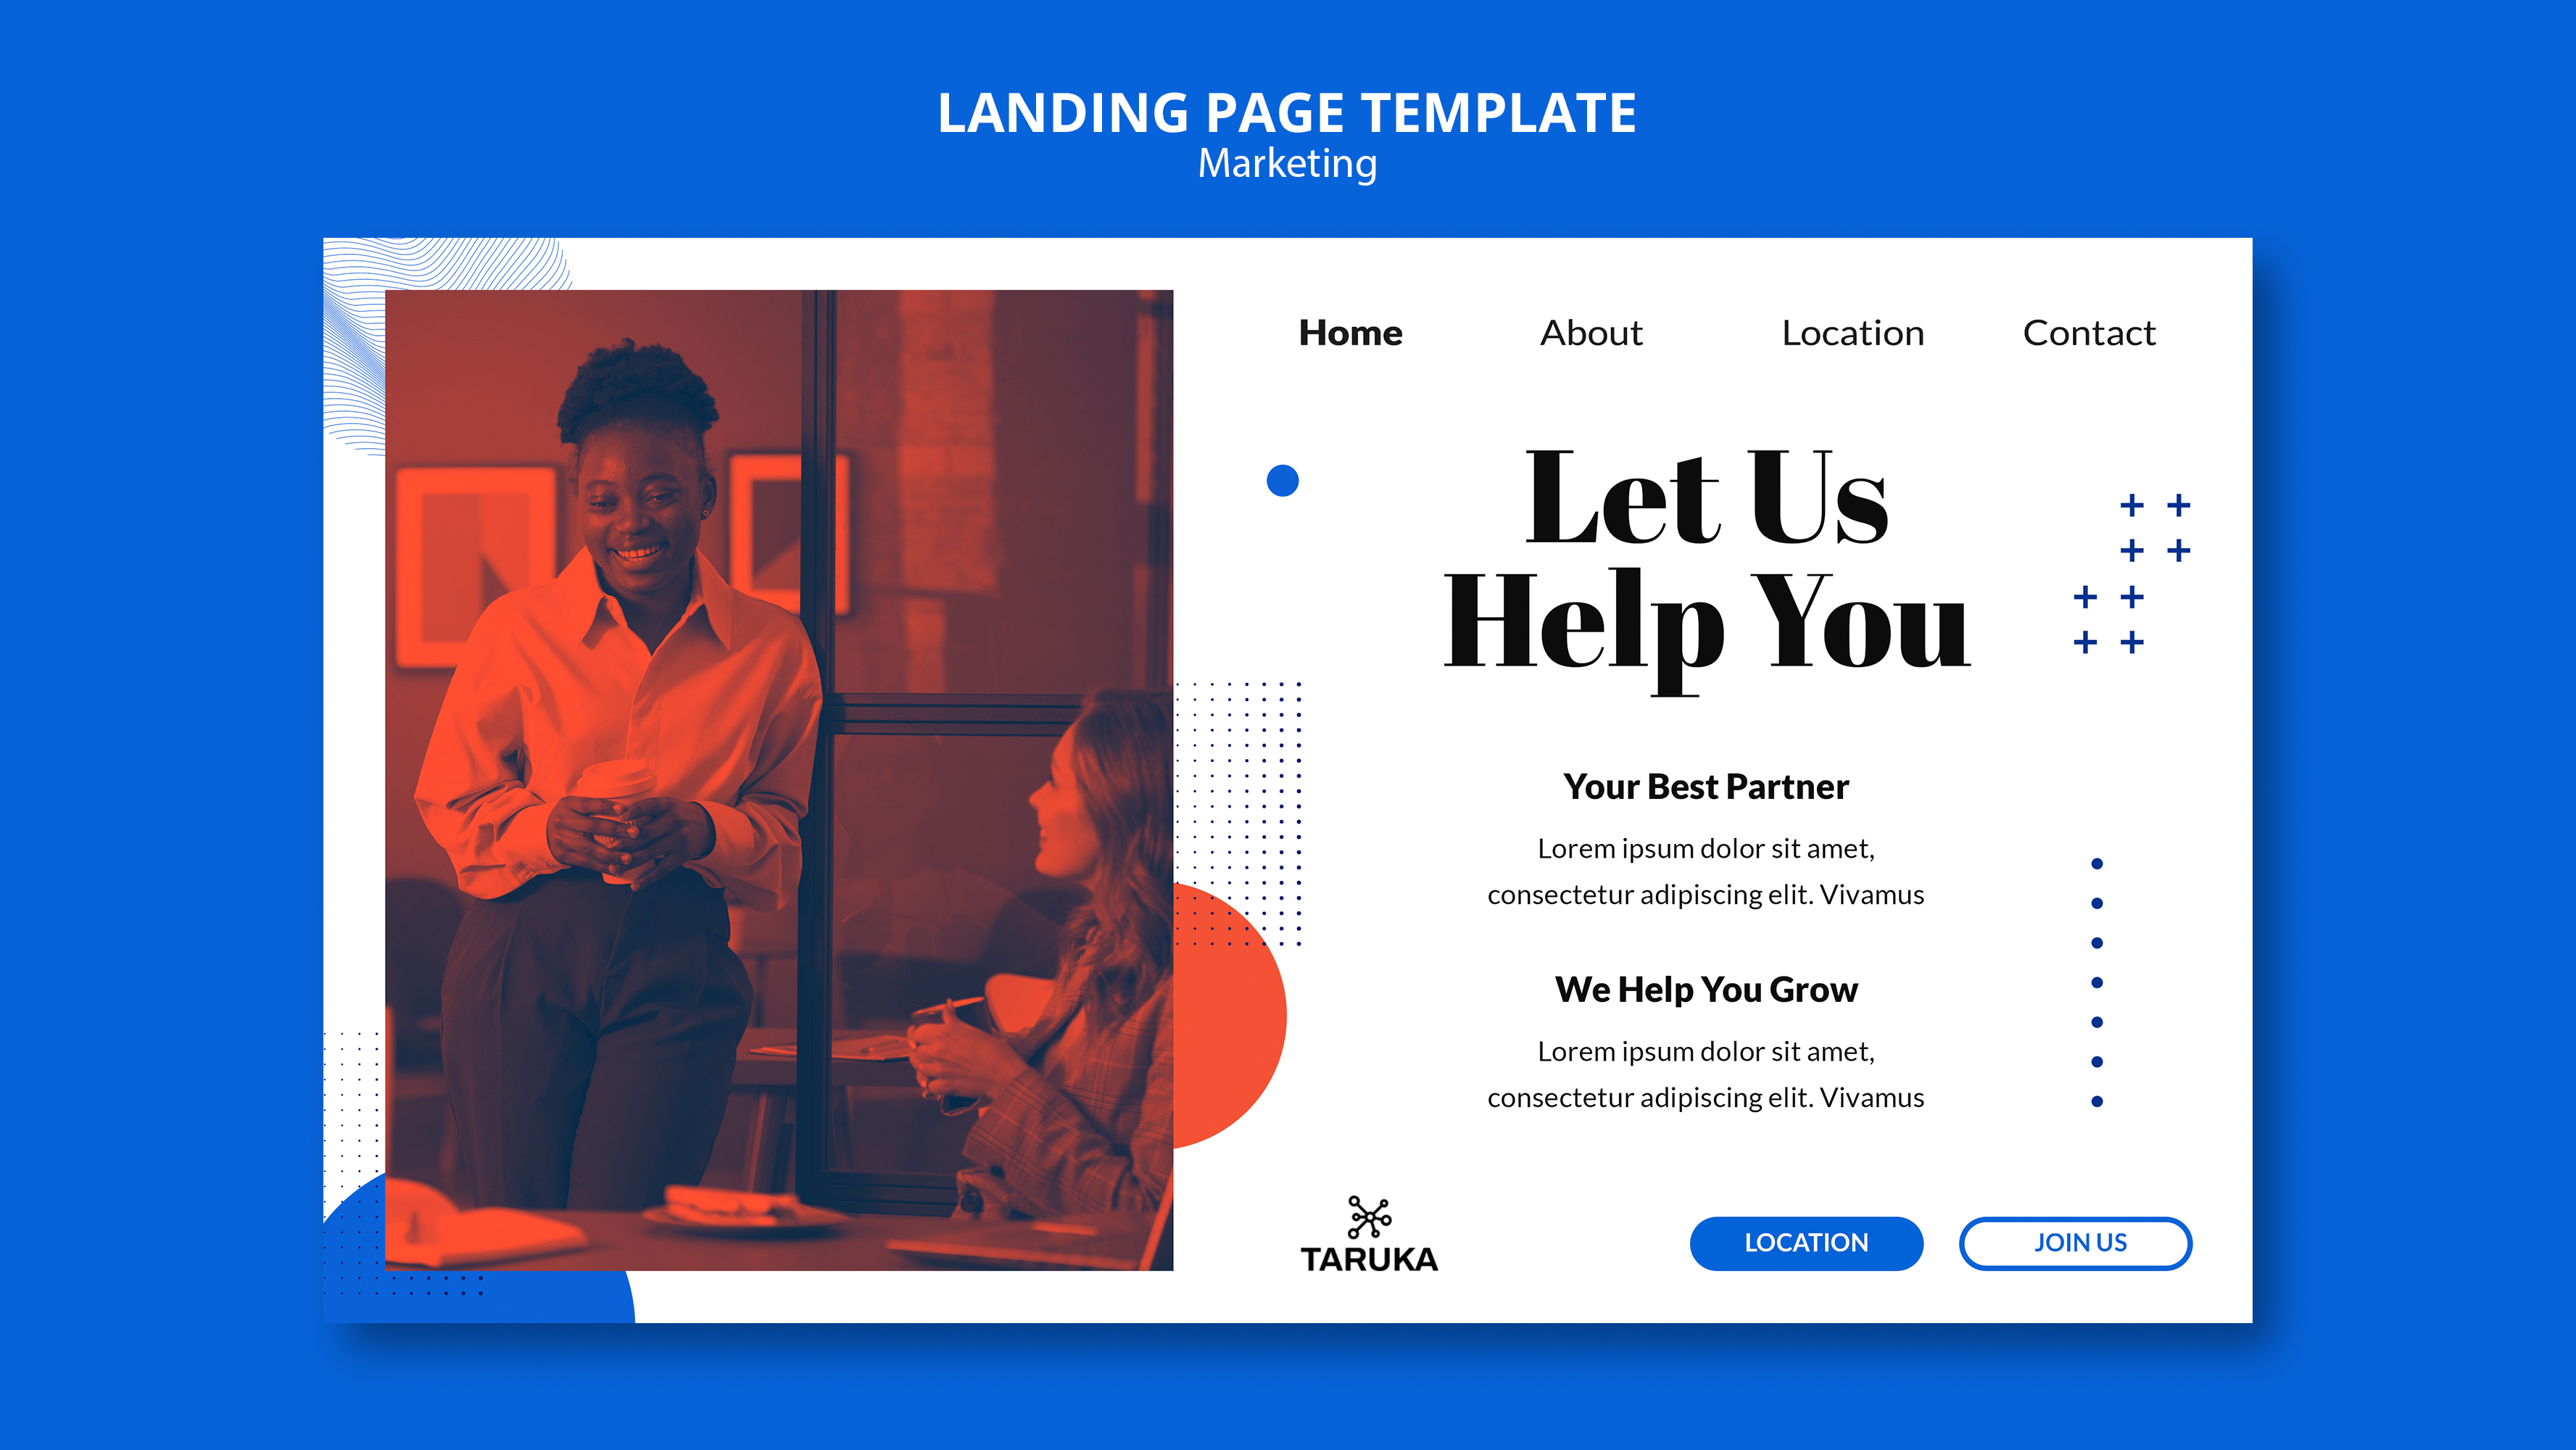 LANDING PAGE TEMPLATE
Marketing
Home About Location Contact
Let Us
Help You
Your Best Partner
Lorem ipsum dolor sit amet,
consectetur adipiscing elit. Vivamus
We Help You Grow
Lorem ipsum dolor sit amet,
consectetur adipiscing elit. Vivamus
TARUKA
LOCATION JOIN US